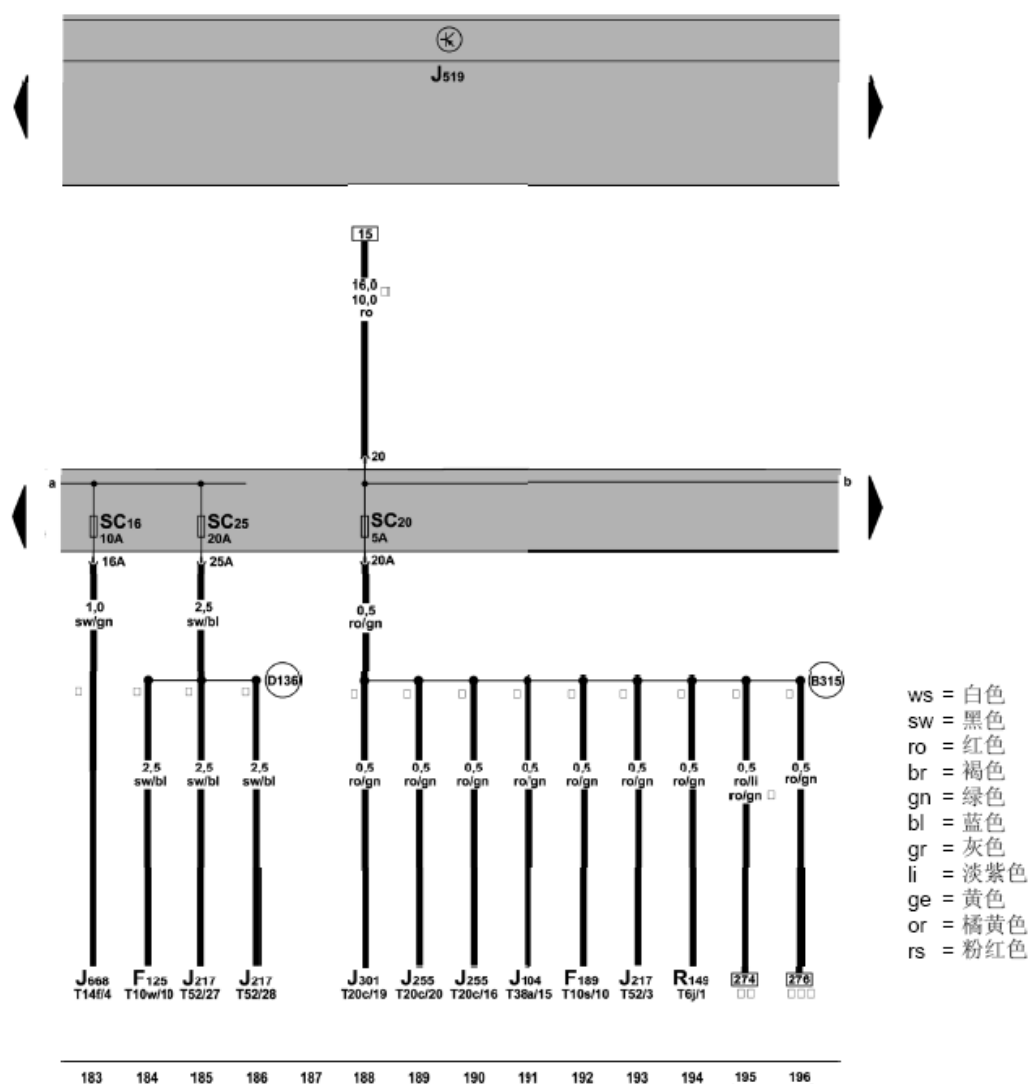 J519
15
16,0
10,0
ro
20
a
b
SC16
10A
SC25
20A
SC20
5A
16A
25A
20A
1,0
sw/gn
2,5
sw/bl
0,5
ro/gn
D136
B315
2,5
sw/bl
2,5
sw/bl
2,5
sw/bl
0,5
ro/gn
0,5
ro/gn
0,5
ro/gn
0,5
ro/gn
0,5
ro/gn
0,5
ro/gn
0,5
ro/gn
0,5
ro/li
ro/gn
0,5
ro/gn
J668
T14f/4
F125
T10w/10
J217
T52/27
J217
T52/28
J301
T20c/19
J255
T20c/20
J255
T20c/16
J104
T38a/15
F189
T10s/10
J217
T52/3
R149
T6j/1
274
276
183 184 185 186 187 188 189 190 191 192 193 194 195 196
ws = 白色
sw = 黑色
ro = 红色
br = 褐色
gn = 绿色
bl = 蓝色
gr = 灰色
li = 淡紫色
ge = 黄色
or = 橘黄色
rs = 粉红色